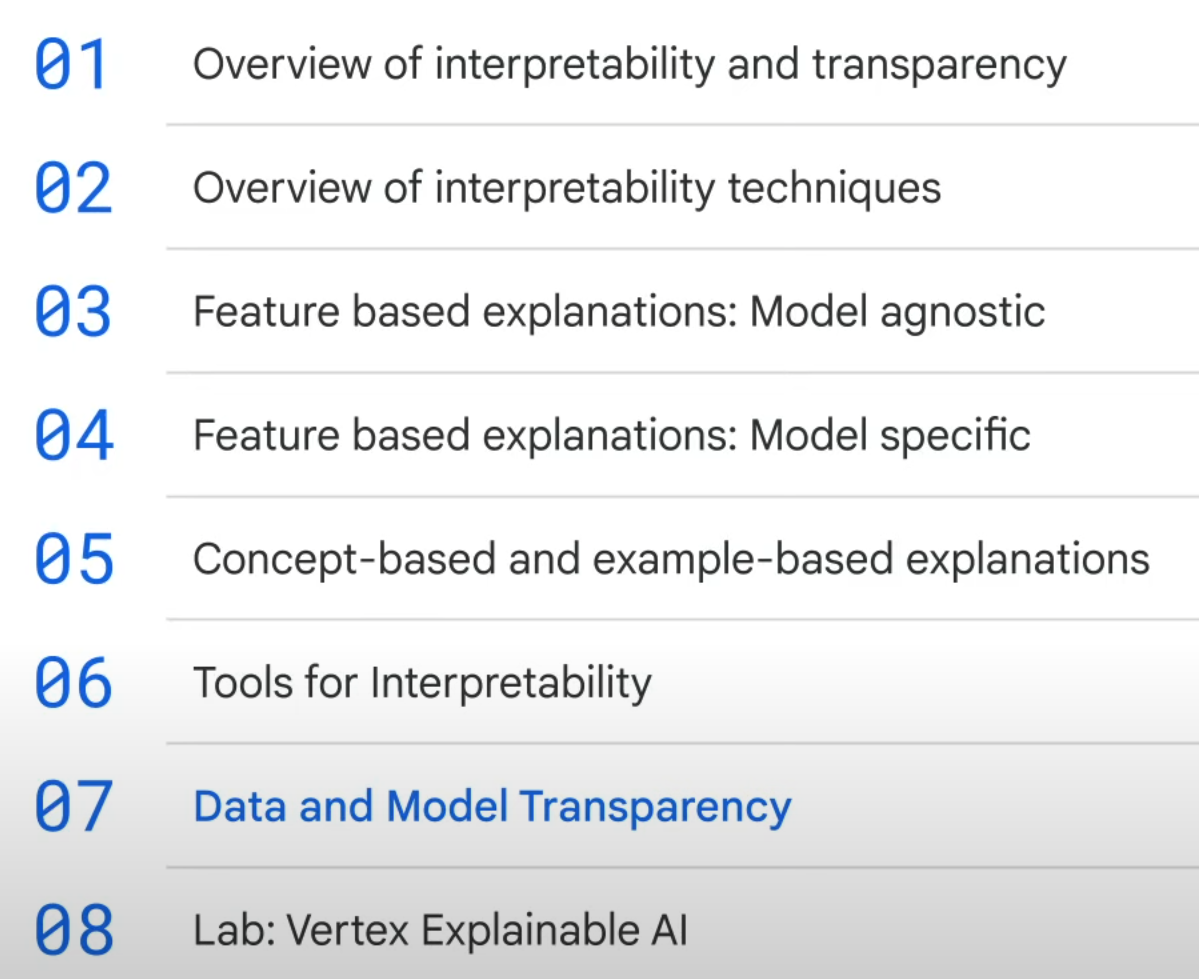 01 Overview of interpretability and transparency
02 Overview of interpretability techniques
03 Feature based explanations: Model agnostic
04 Feature based explanations: Model specific
05 Concept-based and example-based explanations
06 Tools for Interpretability
07 Data and Model Transparency
08 Lab: Vertex Explainable AI